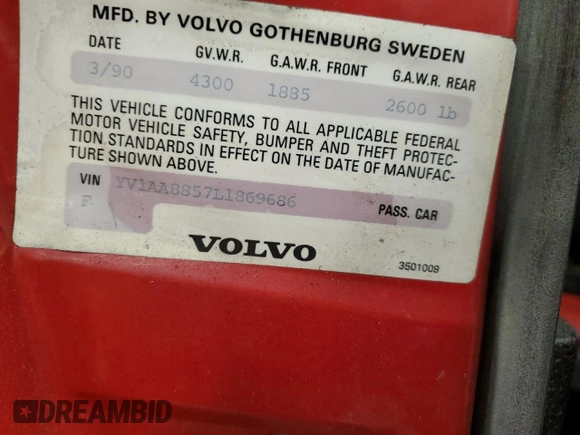 MFD. BY VOLVO GOTHENBURG SWEDEN
DATE GV.W.R. G.A.W.R. FRONT G.A.W.R. REAR
3/90 4300 1885 2600 lb
THIS VEHICLE CONFORMS TO ALL APPLICABLE FEDERAL
MOTOR VEHICLE SAFETY, BUMPER AND THEFT PROTEC-
TION STANDARDS IN EFFECT ON THE DATE OF MANUFAC-
TURE SHOWN ABOVE.
VIN YV1AA8857L1869686
F PASS. CAR
VOLVO
3501009
DREAMBID